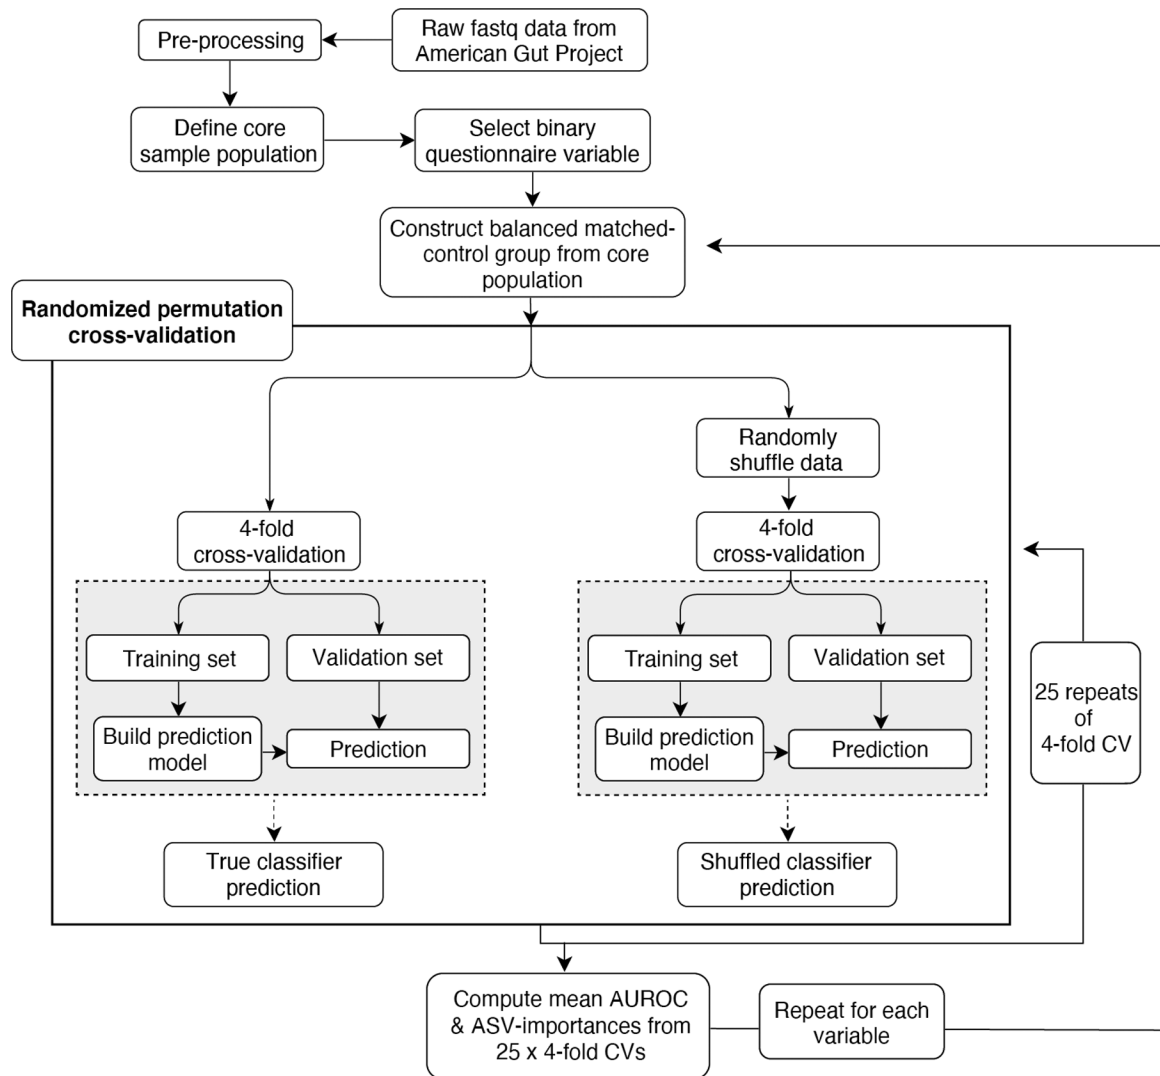 Raw fastq data from
American Gut Project
Pre-processing
Define core
sample population
Select binary
questionnaire variable
Construct balanced matched-
control group from core
population
Randomized permutation
cross-validation
Randomly
shuffle data
4-fold
cross-validation
4-fold
cross-validation
Training set
Validation set
Build prediction
model
Prediction
Training set
Validation set
Build prediction
model
Prediction
25 repeats
of
4-fold CV
True classifier
prediction
Shuffled classifier
prediction
Compute mean AUROC
& ASV-importances from
25 x 4-fold CVs
Repeat for each
variable